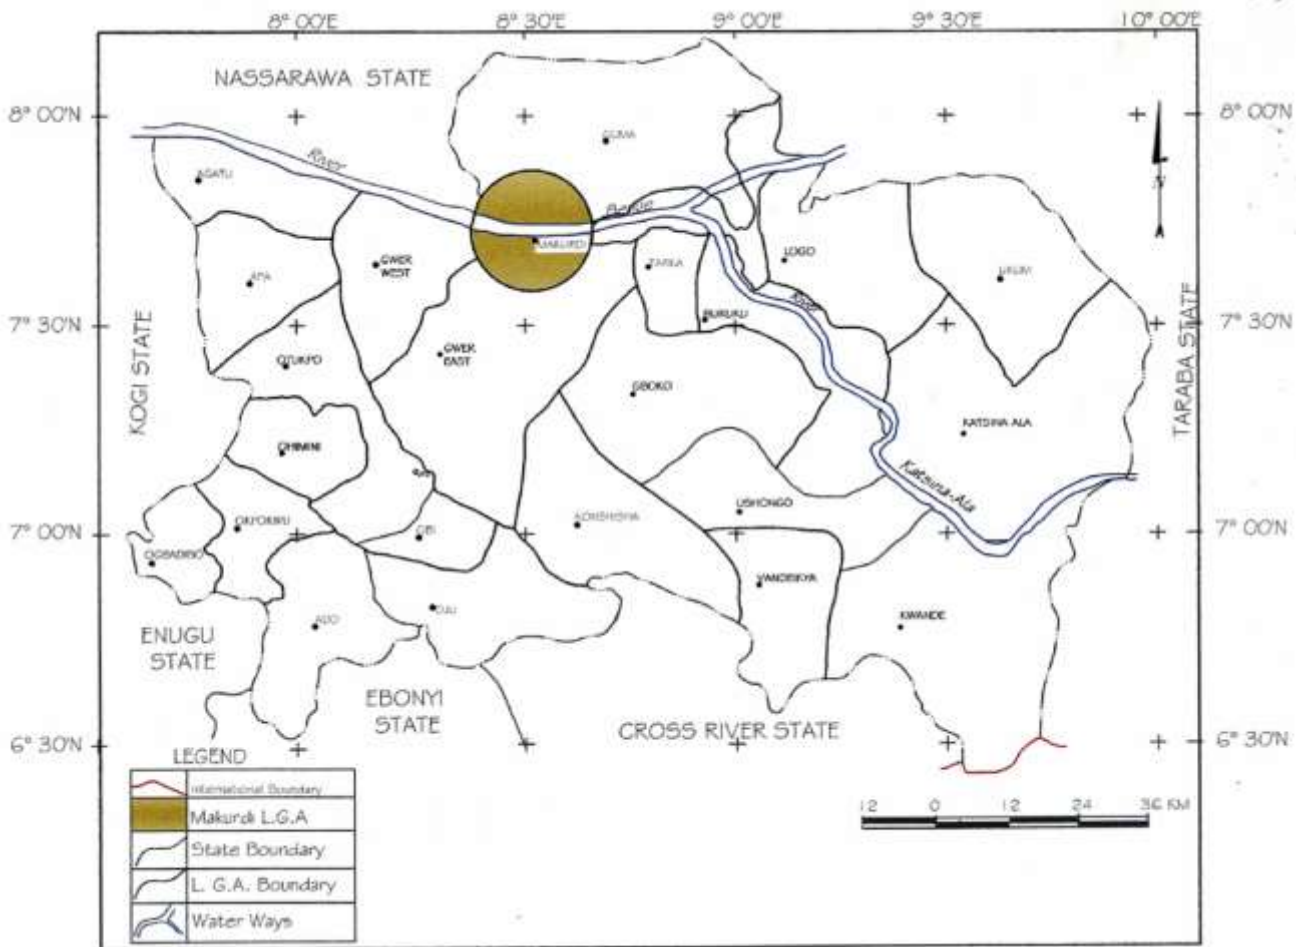 8° 00'E 8° 30'E 9° 00'E 9° 30'E 10° 00'E
NASSARAWA STATE
8° 00'N 8° 00'N
GUMA
River
AGATU
Benue
MAKURDI
LOGO
GWER
WEST
TARKA
UKUM
APA
River
BURUKU
7° 30'N 7° 30'N
KOGI STATE
TARABA STATE
GWER
EAST
OTUKPO
GBOKO
KATSINA ALA
OHIMINI
Katsina-Ala
USHONGO
KONSHISHA
OBI
7° 00'N 7° 00'N
OGBADIBO
VANDEIKYA
OJU
ADO
KWANDE
ENUGU
STATE
EBONYI
STATE
CROSS RIVER STATE
6° 30'N 6° 30'N
LEGEND
International Boundary
Makurdi L.G.A
State Boundary
L. G.A. Boundary
Water Ways
12 0 12 24 36 KM
N